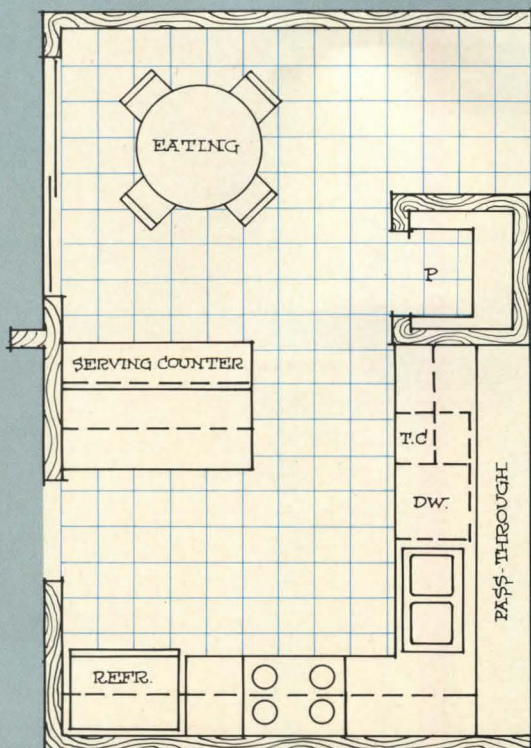 EATING
P
SERVING COUNTER
T.C
DW.
PASS-THROUGH
REFR.